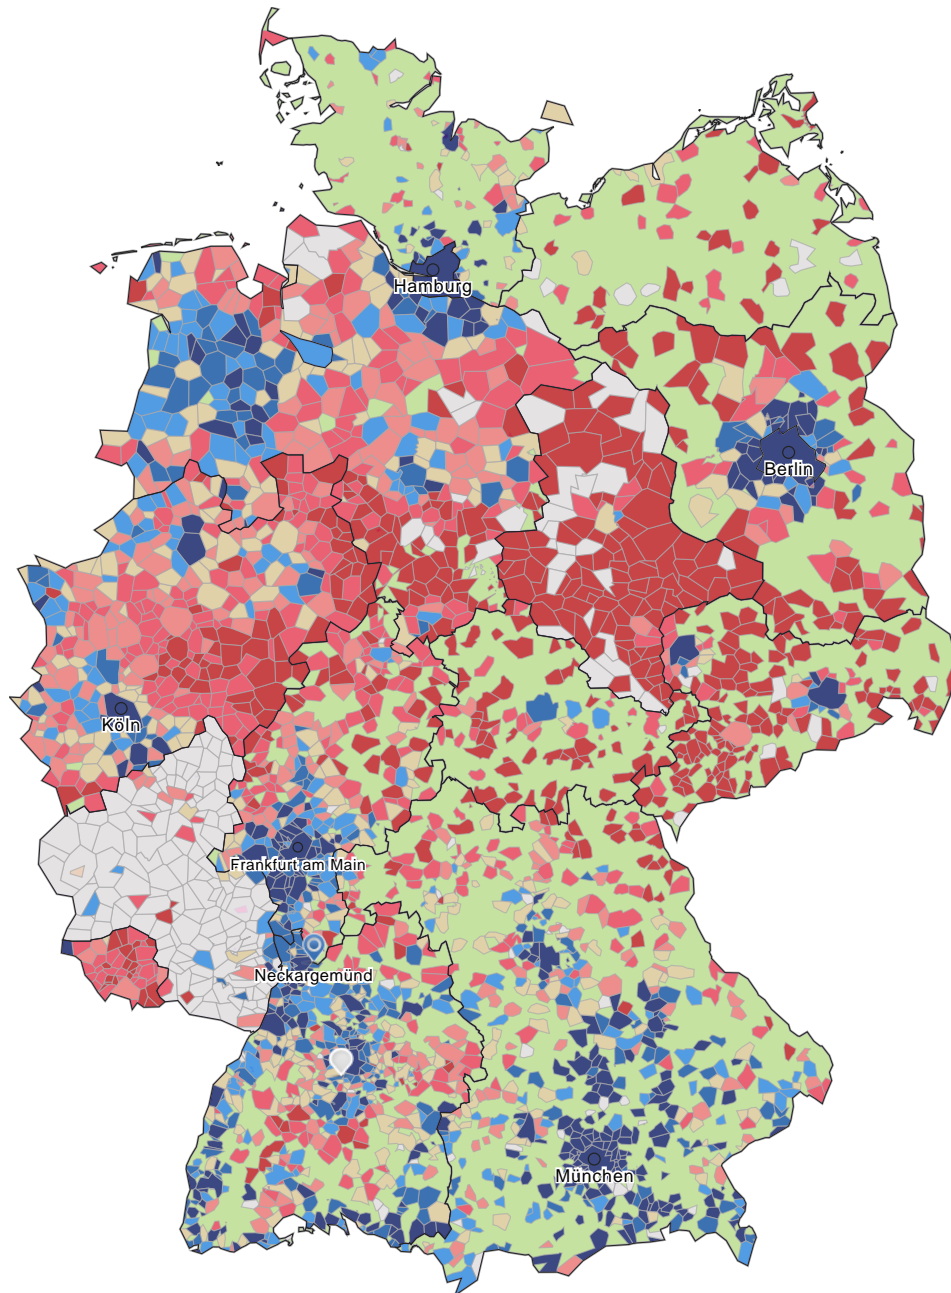 Hamburg
Berlin
Köln
Frankfurt am Main
Neckargemünd
München